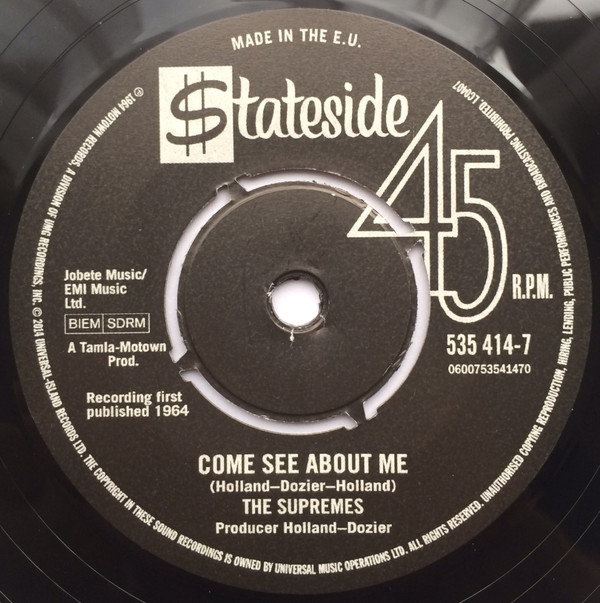 MADE IN THE E.U.
$tateside
45
R.P.M.
Jobete Music/
EMI Music
Ltd.
BIEM SDRM
A Tamla-Motown
Prod.
Recording first
published 1964
535 414-7
0600753541470
COME SEE ABOUT ME
(Holland–Dozier–Holland)
THE SUPREMES
Producer Holland–Dozier
℗ 1964 MOTOWN RECORDS, A DIVISION OF UMG RECORDINGS, INC. © 2014 UNIVERSAL-ISLAND RECORDS LTD. THE COPYRIGHT IN THESE SOUND RECORDINGS IS OWNED BY UNIVERSAL MUSIC OPERATIONS LTD. ALL RIGHTS RESERVED. UNAUTHORISED COPYING REPRODUCTION, HIRING, LENDING, PUBLIC PERFORMANCES AND BROADCASTING PROHIBITED. LC0407